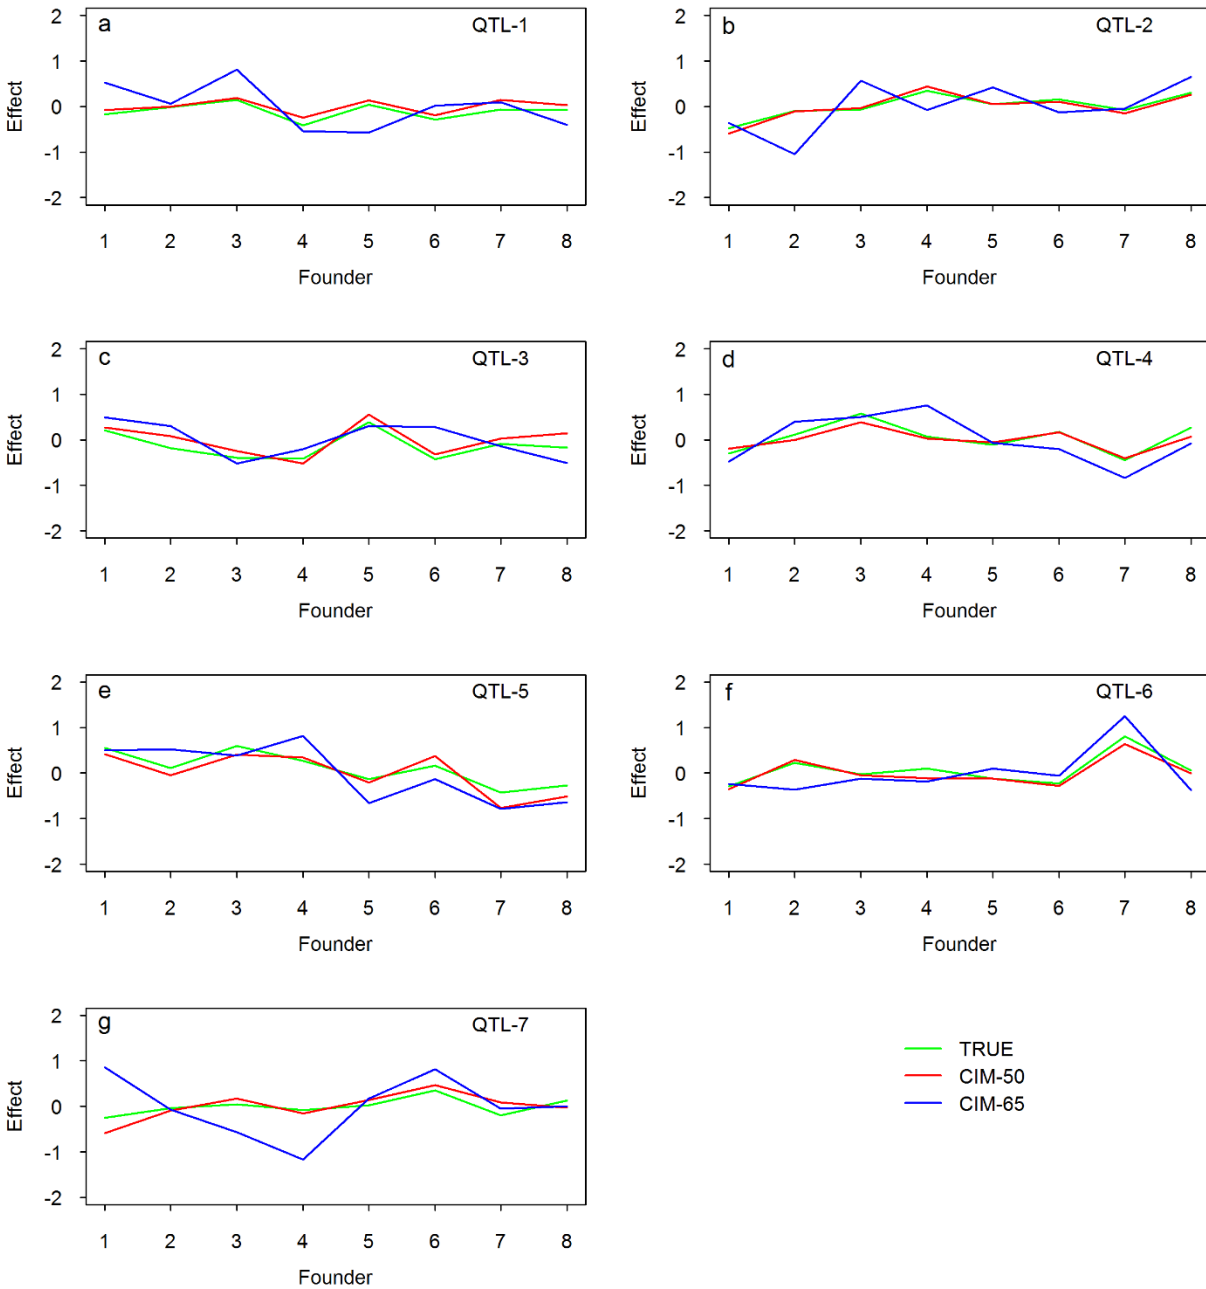 a QTL-1
2
1
0
-1
-2
Effect
1 2 3 4 5 6 7 8
Founder
b QTL-2
2
1
0
-1
-2
Effect
1 2 3 4 5 6 7 8
Founder
c QTL-3
2
1
0
-1
-2
Effect
1 2 3 4 5 6 7 8
Founder
d QTL-4
2
1
0
-1
-2
Effect
1 2 3 4 5 6 7 8
Founder
e QTL-5
2
1
0
-1
-2
Effect
1 2 3 4 5 6 7 8
Founder
f QTL-6
2
1
0
-1
-2
Effect
1 2 3 4 5 6 7 8
Founder
g QTL-7
2
1
0
-1
-2
Effect
1 2 3 4 5 6 7 8
Founder
TRUE
CIM-50
CIM-65